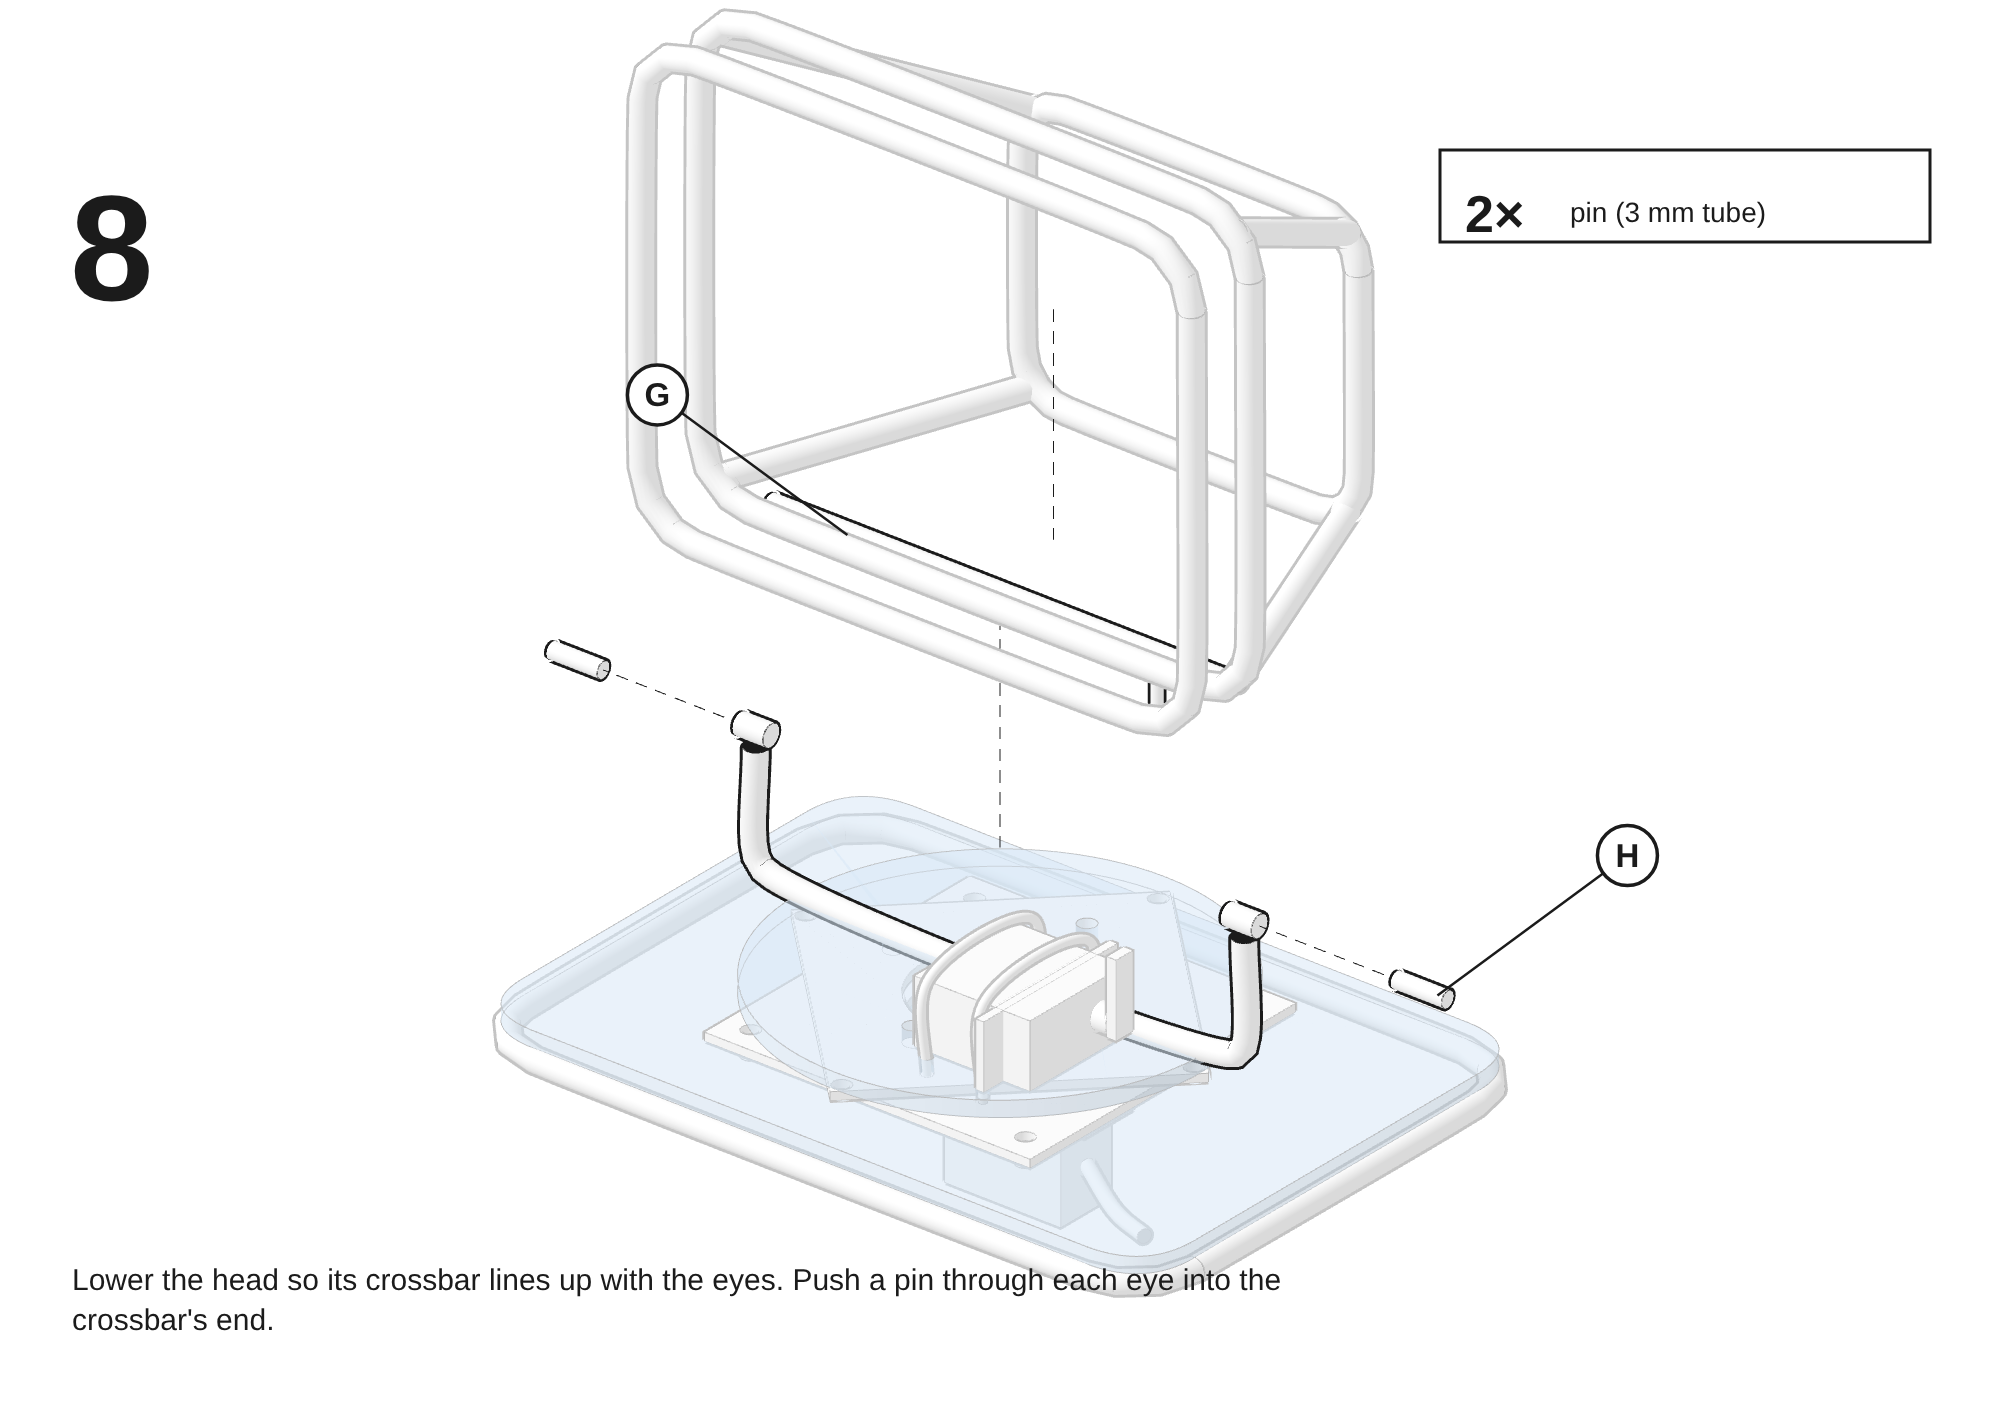 8
2× pin (3 mm tube)
G
H
Lower the head so its crossbar lines up with the eyes. Push a pin through each eye into the
crossbar's end.